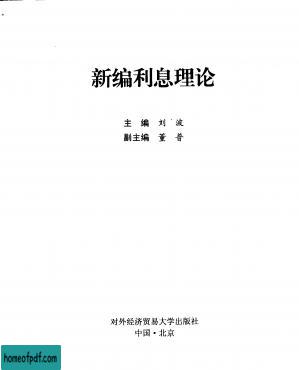 新编利息理论
主 编 刘 波
副主编 董 普
对外经济贸易大学出版社
中国·北京
homeofpdf.com